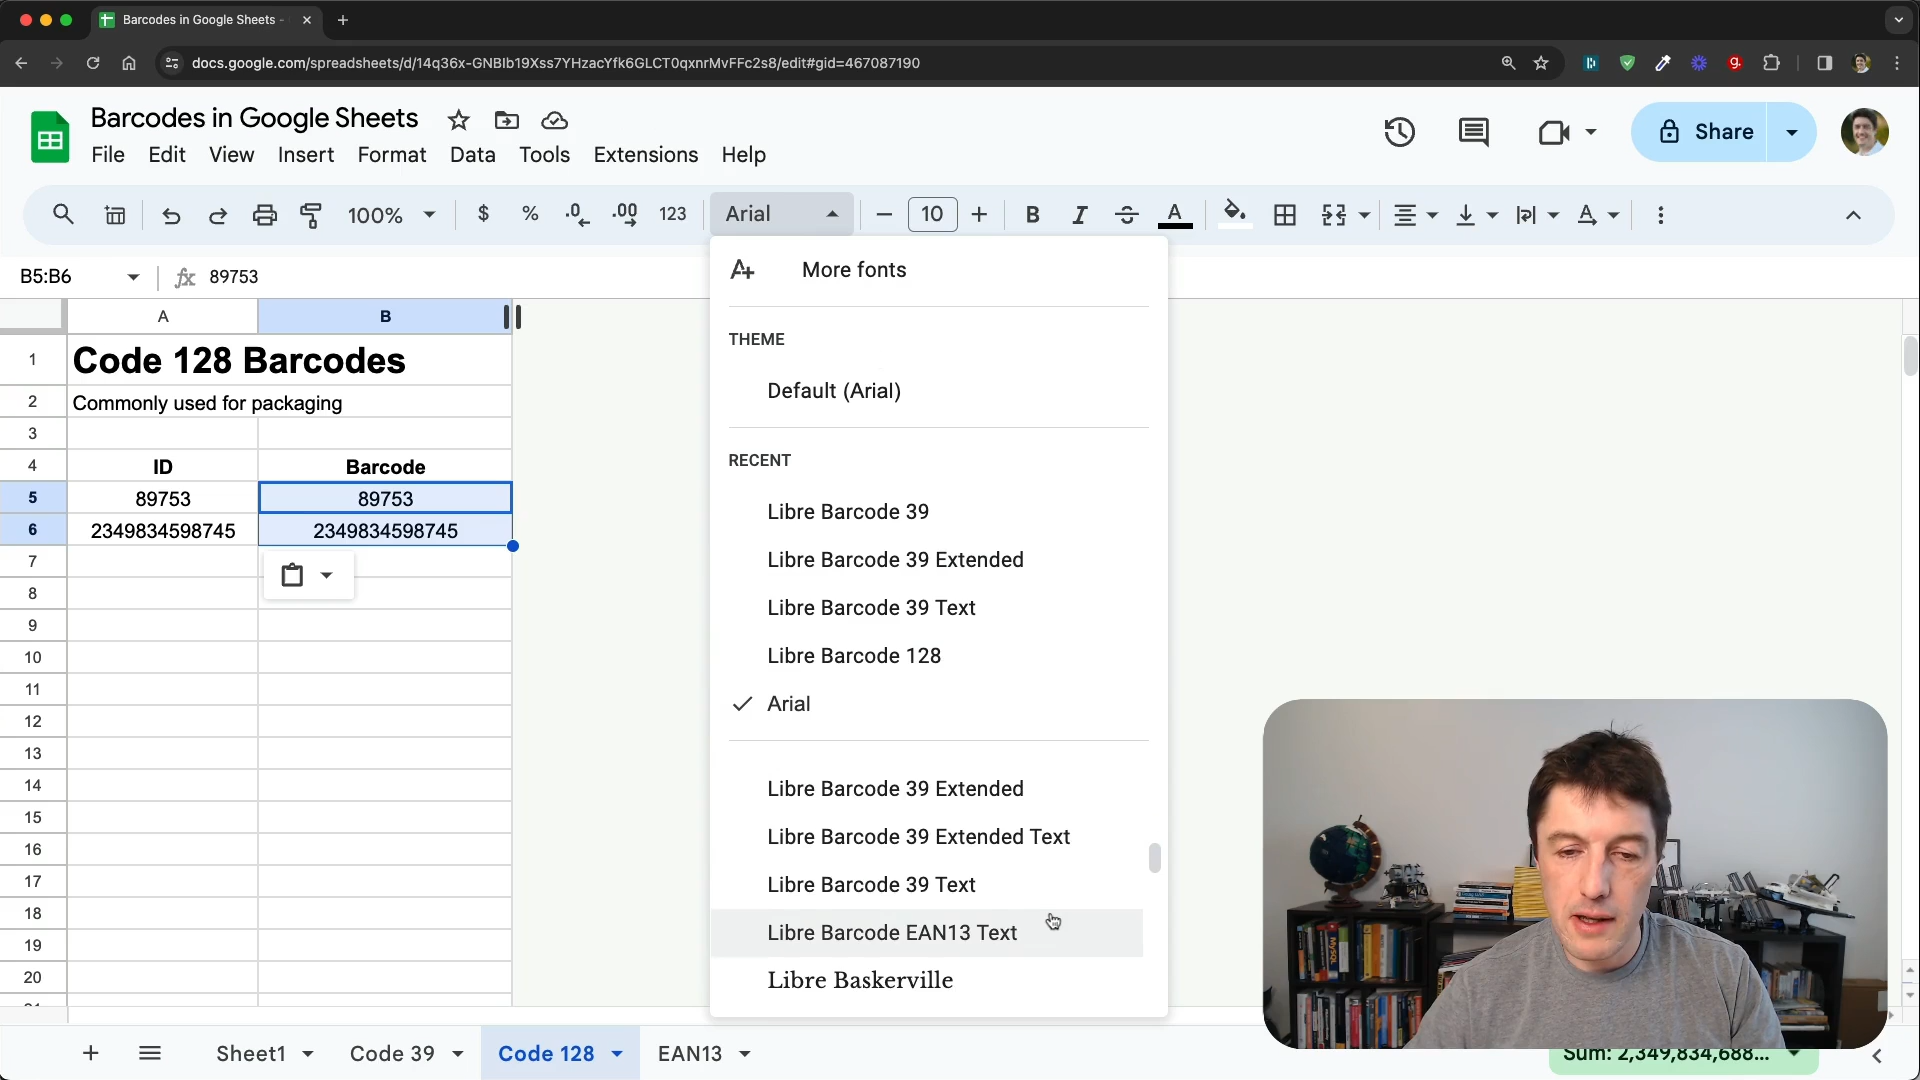 Barcodes in Google Sheets -
docs.google.com/spreadsheets/d/14q36x-GNBIb19Xss7YHzacYfk6GLCT0qxnrMvFFc2s8/edit#gid=467087190
Barcodes in Google Sheets
File Edit View Insert Format Data Tools Extensions Help
Share
100% $ % .0 .00 123 Arial 10 B I A
B5:B6 fx 89753
A B
1 Code 128 Barcodes
2 Commonly used for packaging
3
4 ID Barcode
5 89753 89753
6 2349834598745 2349834598745
7
8
9
10
11
12
13
14
15
16
17
18
19
20
More fonts
THEME
Default (Arial)
RECENT
Libre Barcode 39
Libre Barcode 39 Extended
Libre Barcode 39 Text
Libre Barcode 128
Arial
Libre Barcode 39 Extended
Libre Barcode 39 Extended Text
Libre Barcode 39 Text
Libre Barcode EAN13 Text
Libre Baskerville
MySQL
Sheet1 Code 39 Code 128 EAN13
Sum: 2,349,834,688...